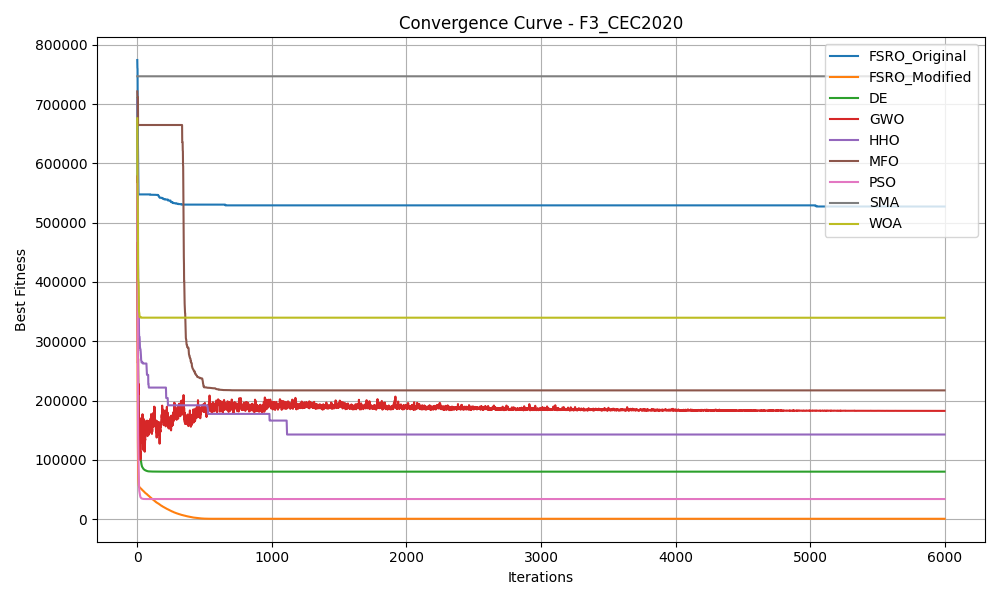 Convergence Curve - F3_CEC2020
Best Fitness
800000
700000
600000
500000
400000
300000
200000
100000
0
0
1000
2000
3000
4000
5000
6000
Iterations
FSRO_Original
FSRO_Modified
DE
GWO
HHO
MFO
PSO
SMA
WOA